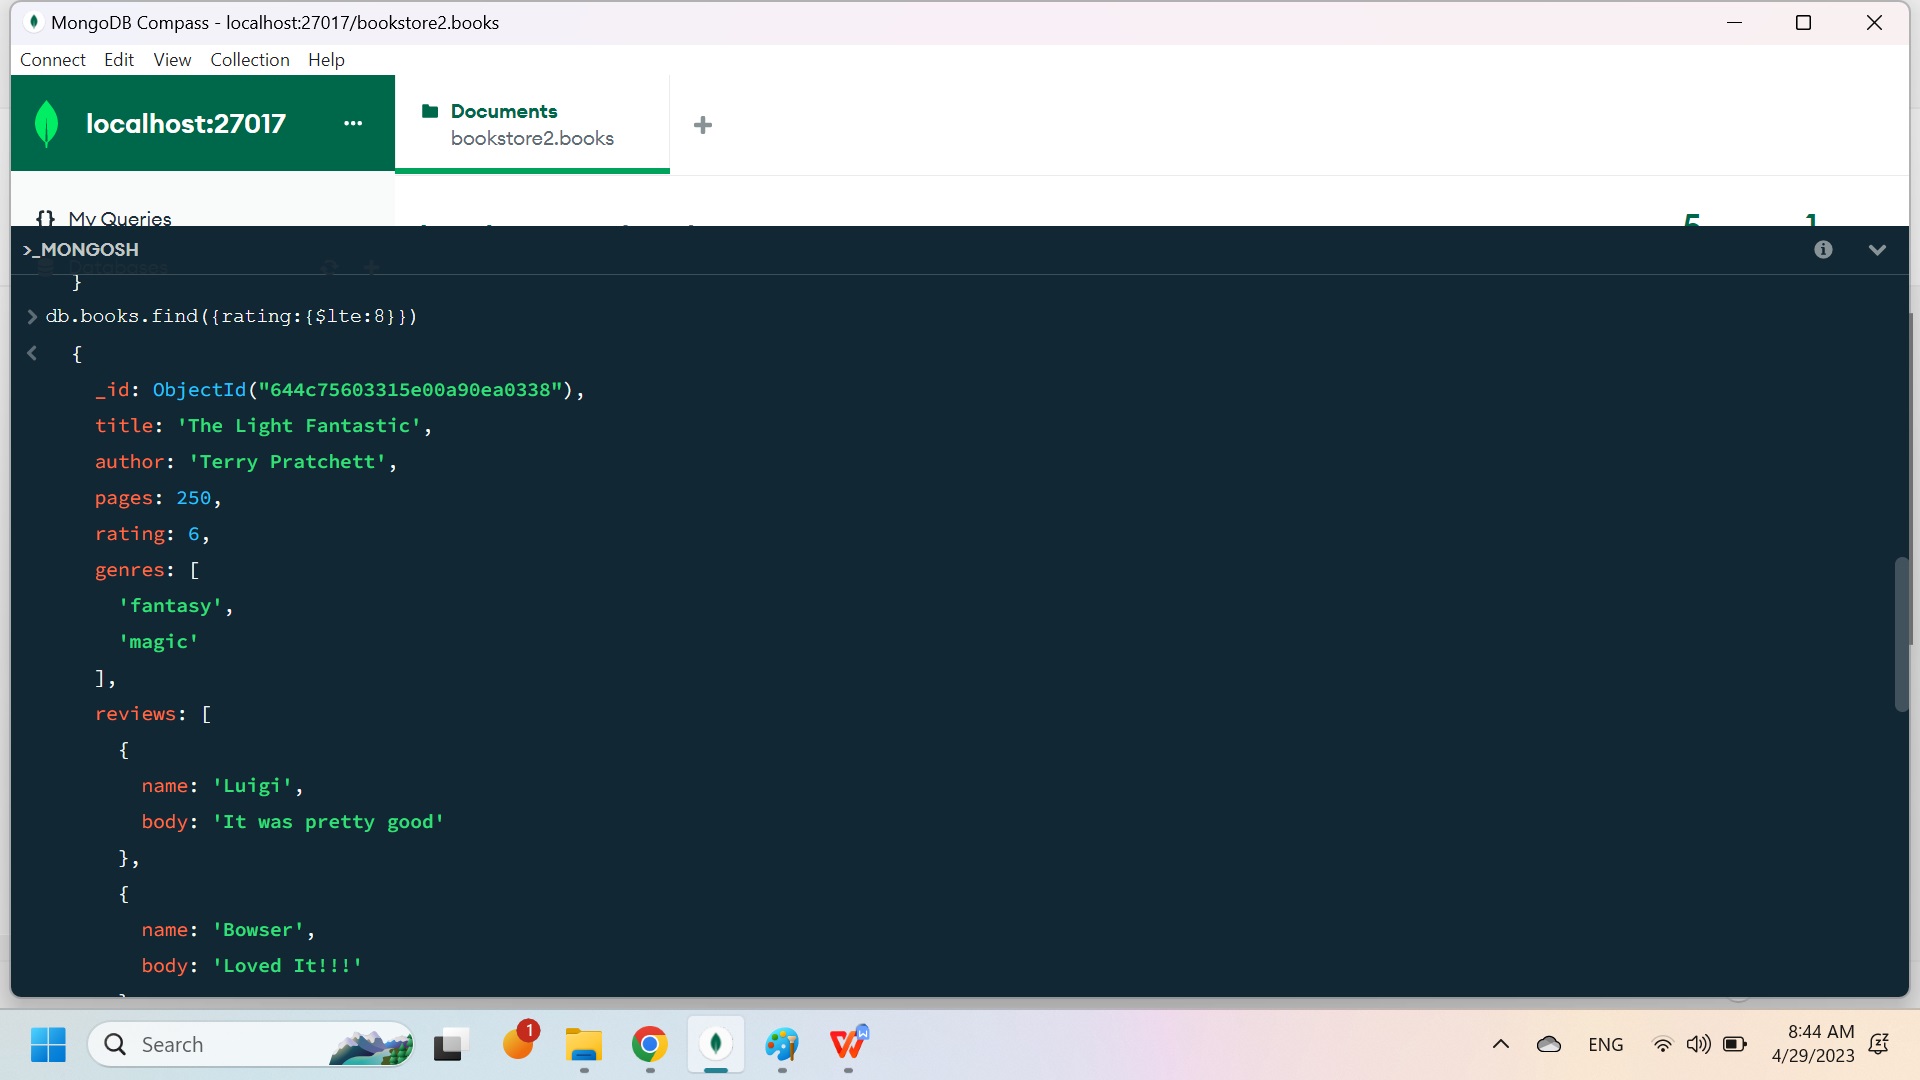 MongoDB Compass - localhost:27017/bookstore2.books
Connect Edit View Collection Help
localhost:27017 ...
Documents
bookstore2.books
{} My Queries
5 1
>_MONGOSH
Databases
}
> db.books.find({rating:{$lte:8}})
< {
_id: ObjectId("644c75603315e00a90ea0338"),
title: 'The Light Fantastic',
author: 'Terry Pratchett',
pages: 250,
rating: 6,
genres: [
'fantasy',
'magic'
],
reviews: [
{
name: 'Luigi',
body: 'It was pretty good'
},
{
name: 'Bowser',
body: 'Loved It!!!'
Search
1
ENG
8:44 AM
4/29/2023